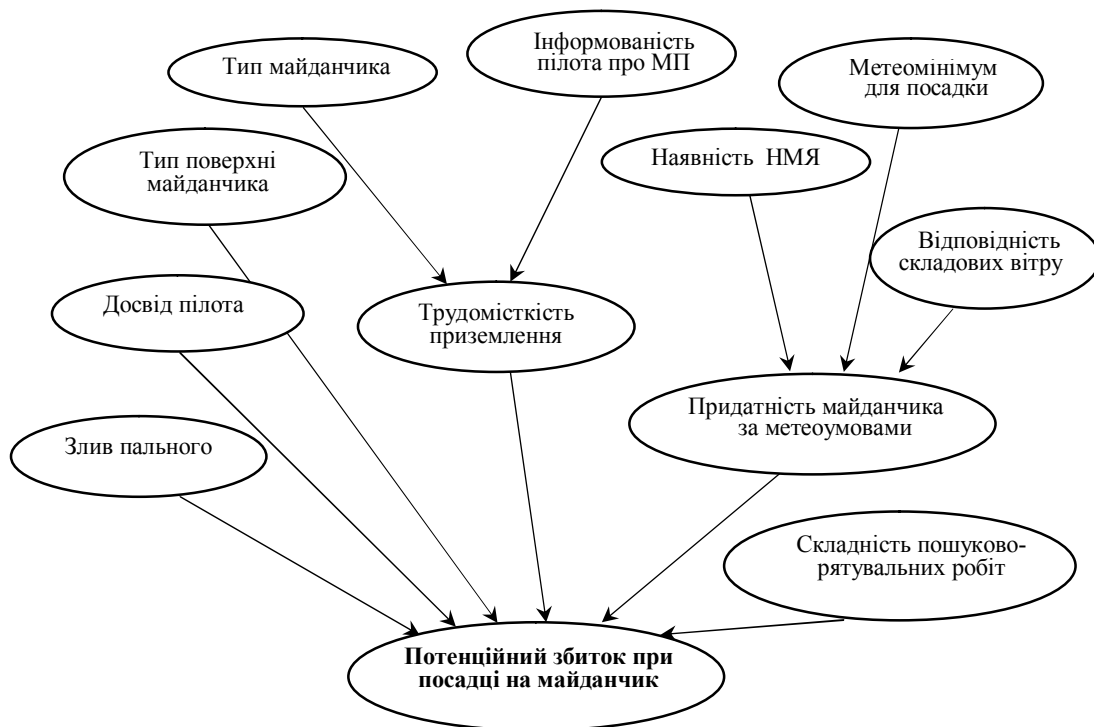 Тип майданчика
Інформованість
пілота про МП
Метеомінімум
для посадки
Тип поверхні
майданчика
Наявність НМЯ
Відповідність
складових вітру
Досвід пілота
Трудомісткість
приземлення
Придатність майданчика
за метеоумовами
Злив пального
Складність пошуково-
рятувальних робіт
Потенційний збиток при
посадці на майданчик